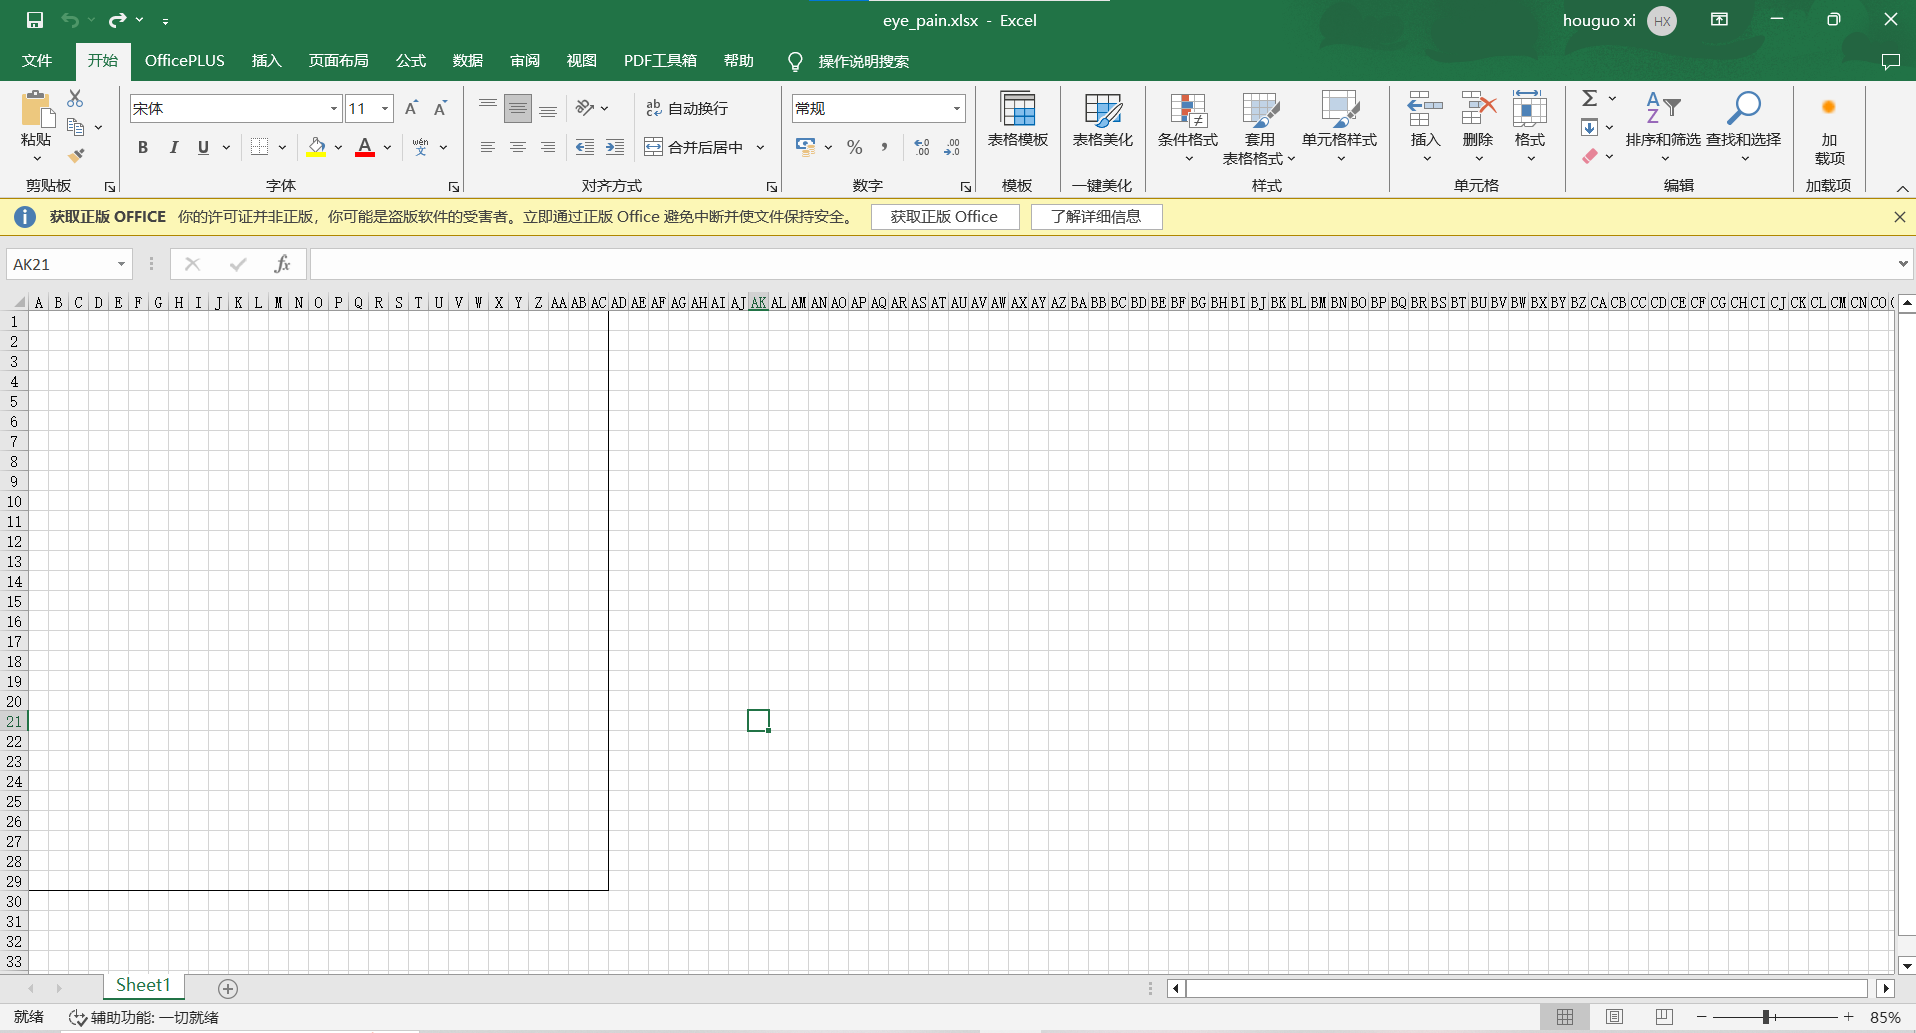 eye_pain.xlsx - Excel
houguo xi HX
文件 开始 OfficePLUS 插入 页面布局 公式 数据 审阅 视图 PDF工具箱 帮助 操作说明搜索
粘贴
宋体 11
B I U A wén 文
ab 自动换行
合并后居中
常规
% ,
表格模板
表格美化
条件格式
套用
表格格式
单元格样式
插入
删除
格式
排序和筛选
查找和选择
加
载项
剪贴板 字体 对齐方式 数字 模板 一键美化 样式 单元格 编辑 加载项
获取正版 OFFICE 你的许可证并非正版，你可能是盗版软件的受害者。立即通过正版 Office 避免中断并使文件保持安全。 获取正版 Office 了解详细信息
AK21 fx
A B C D E F G H I J K L M N O P Q R S T U V W X Y Z AA AB AC AD AE AF AG AH AI AJ AK AL AM AN AO AP AQ AR AS AT AU AV AW AX AY AZ BA BB BC BD BE BF BG BH BI BJ BK BL BM BN BO BP BQ BR BS BT BU BV BW BX BY BZ CA CB CC CD CE CF CG CH CI CJ CK CL CM CN CO
1
2
3
4
5
6
7
8
9
10
11
12
13
14
15
16
17
18
19
20
21
22
23
24
25
26
27
28
29
30
31
32
33
Sheet1
就绪 辅助功能: 一切就绪 85%